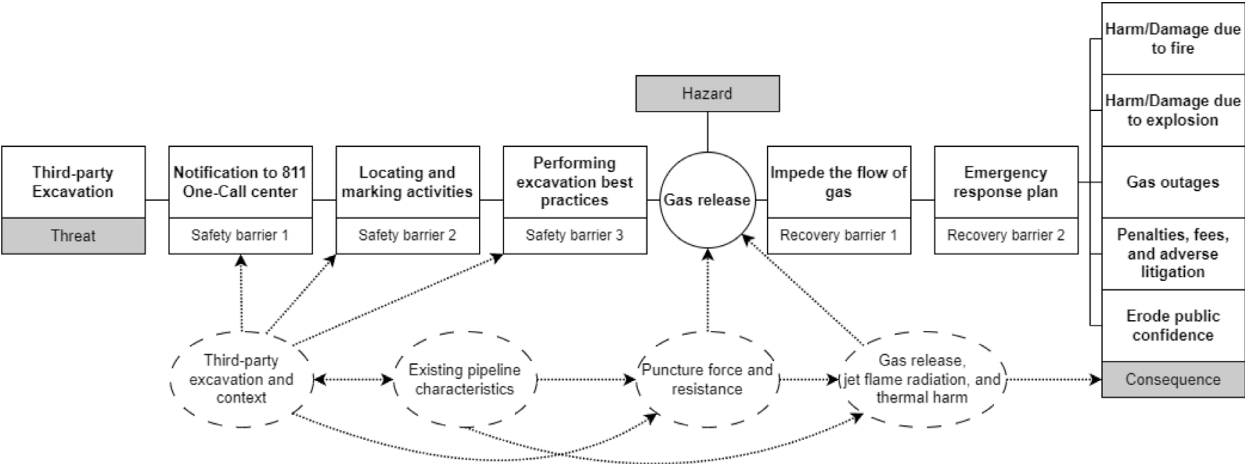 Harm/Damage due
to fire
Hazard
Harm/Damage due
to explosion
Third-party
Excavation
Threat
Notification to 811
One-Call center
Safety barrier 1
Locating and
marking activities
Safety barrier 2
Performing
excavation best
practices
Safety barrier 3
Gas release
Impede the flow of
gas
Recovery barrier 1
Emergency
response plan
Recovery barrier 2
Gas outages
Penalties, fees,
and adverse
litigation
Erode public
confidence
Consequence
Third-party
excavation and
context
Existing pipeline
characteristics
Puncture force and
resistance
Gas release,
jet flame radiation, and
thermal harm